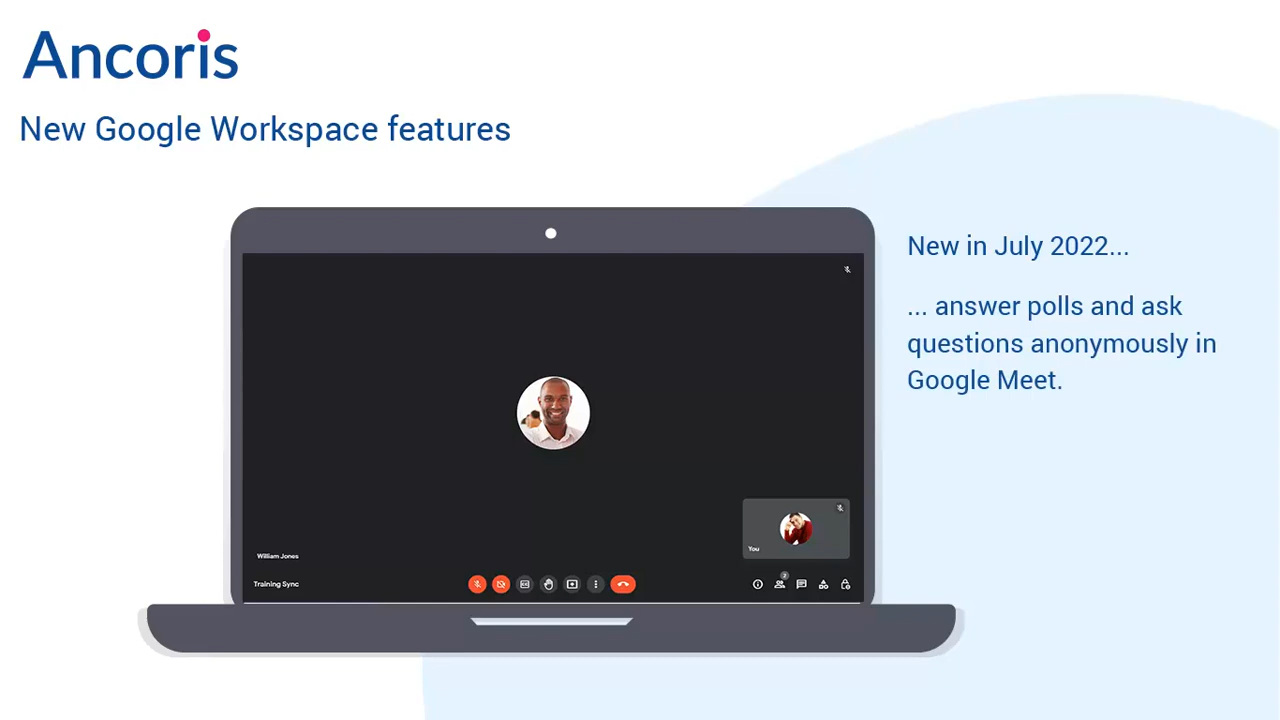 Ancoris
New Google Workspace features
New in July 2022...
... answer polls and ask
questions anonymously in
Google Meet.
You
William Jones
Training Sync
2